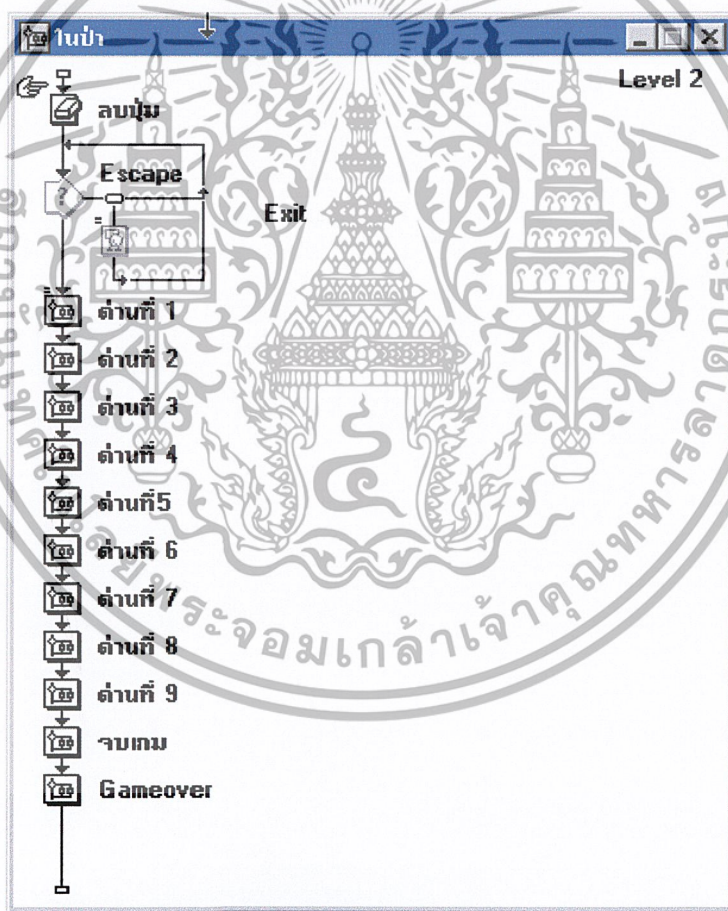 ในป่า
Level 2
ลบปุ่ม
Escape
Exit
ด่านที่ 1
ด่านที่ 2
ด่านที่ 3
ด่านที่ 4
ด่านที่5
ด่านที่ 6
ด่านที่ 7
ด่านที่ 8
ด่านที่ 9
จบเกม
Gameover
พระจอมเกล้าเจ้าคุณทหาร